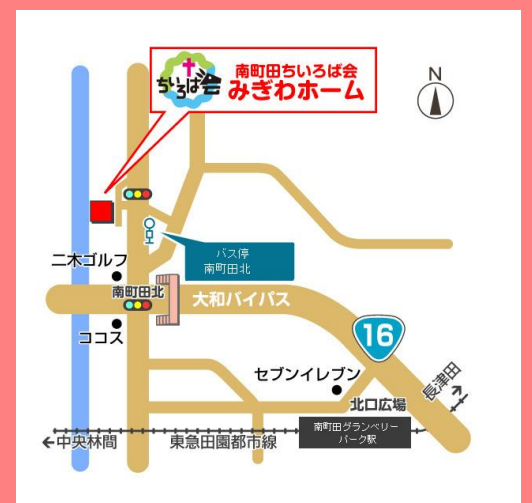 ちいろば会
南町田ちいろば会
みぎわホーム
N
バス停
南町田北
二木ゴルフ
南町田北
大和バイパス
ココス
16
セブンイレブン
長津田
北口広場
南町田グランベリー
パーク駅
←中央林間
東急田園都市線